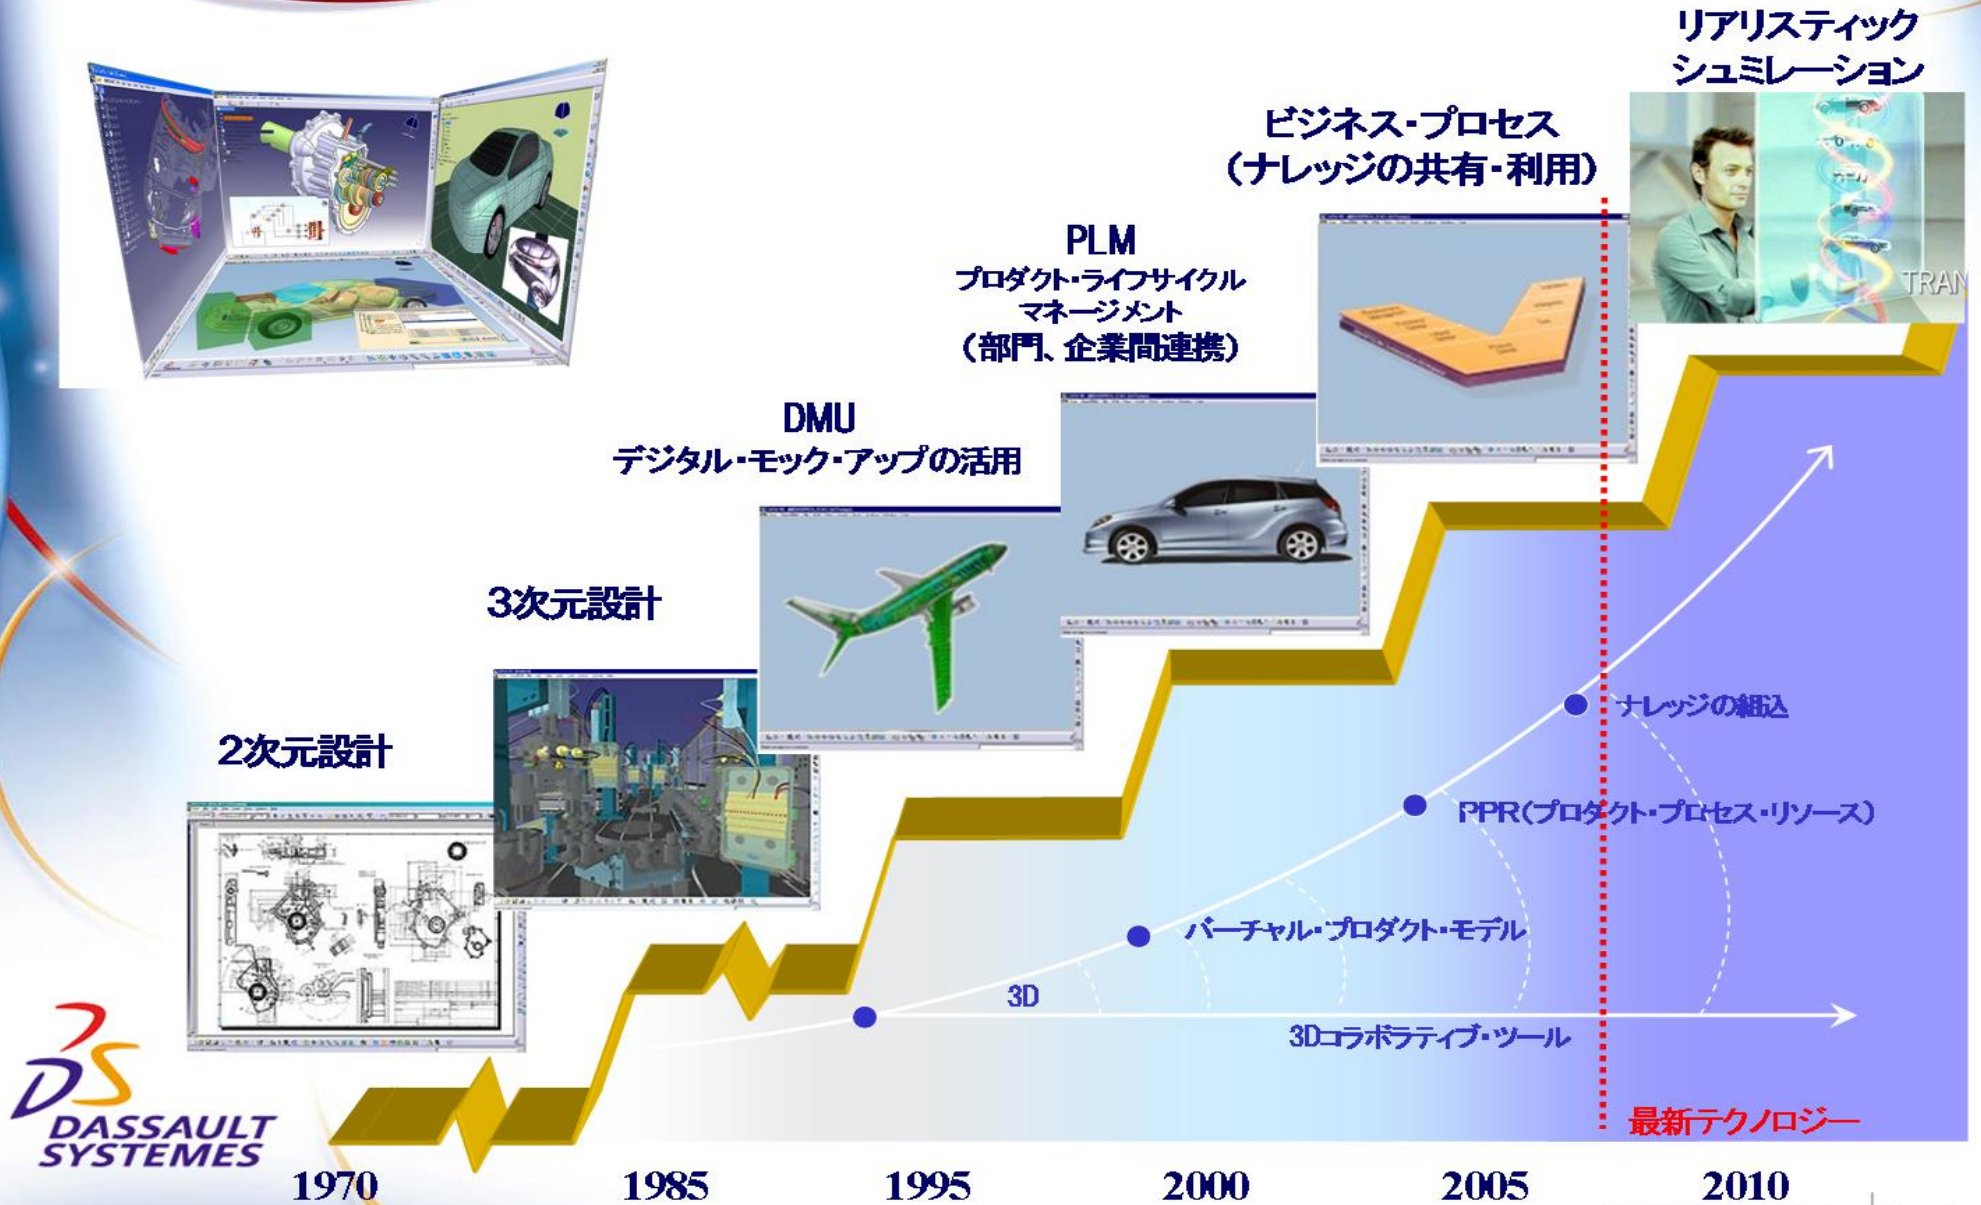 リアリスティック
シュミレーション
ビジネス・プロセス
（ナレッジの共有・利用）
TRAN
PLM
プロダクト・ライフサイクル
マネージメント
（部門、企業間連携）
DMU
デジタル・モック・アップの活用
3次元設計
2次元設計
ナレッジの組込
PPR(プロダクト・プロセス・リソース)
バーチャル・プロダクト・モデル
3D
3Dコラボラティブ・ツール
最新テクノロジー
DASSAULT
SYSTEMES
1970
1985
1995
2000
2005
2010